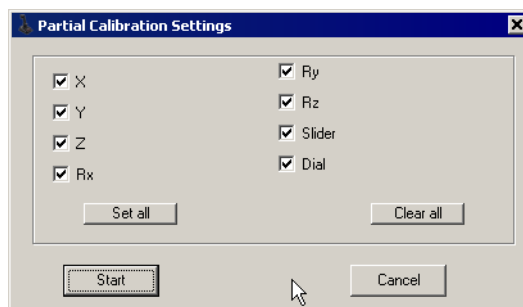 Partial Calibration Settings
X
Y
Z
Rx
Ry
Rz
Slider
Dial
Set all
Clear all
Start
Cancel